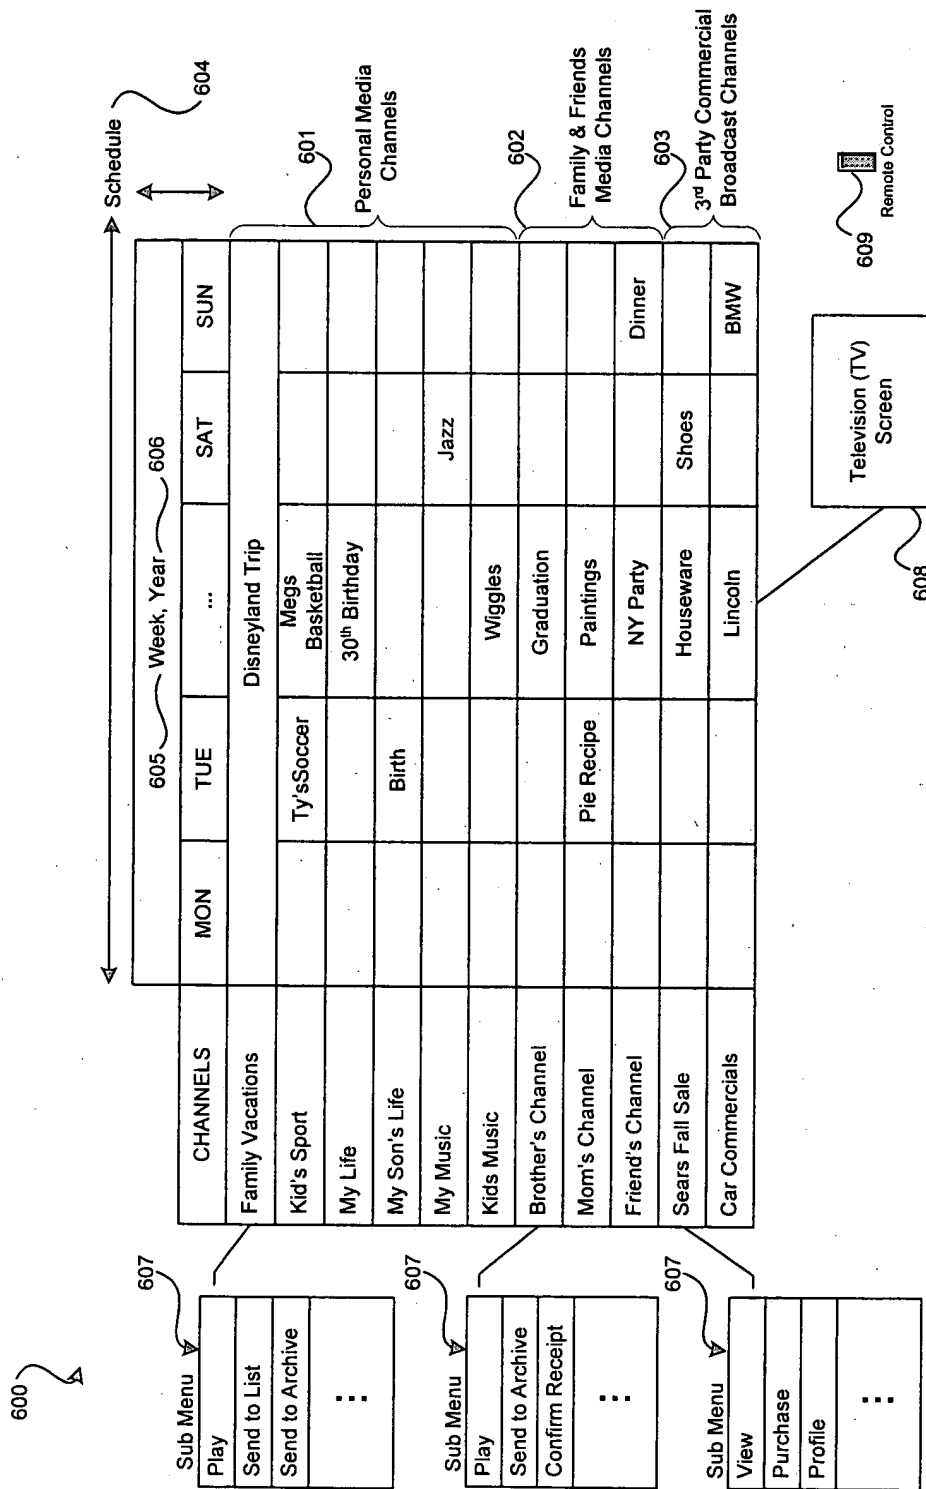 600
Schedule
604
605 Week, Year 606
CHANNELS MON TUE ... SAT SUN
Family Vacations Disneyland Trip
Kid's Sport Ty'sSoccer Megs
Basketball
My Life 30th Birthday
My Son's Life Birth
My Music Jazz
Kids Music Wiggles
Brother's Channel Graduation
Mom's Channel Pie Recipe Paintings
Friend's Channel NY Party Dinner
Sears Fall Sale Houseware Shoes
Car Commercials Lincoln BMW
601
Personal Media
Channels
602
Family & Friends
Media Channels
603
3rd Party Commercial
Broadcast Channels
Sub Menu
607
Play
Send to List
Send to Archive
...
Sub Menu
607
Play
Send to Archive
Confirm Receipt
...
Sub Menu
607
View
Purchase
Profile
...
Television (TV)
Screen
608
609
Remote Control